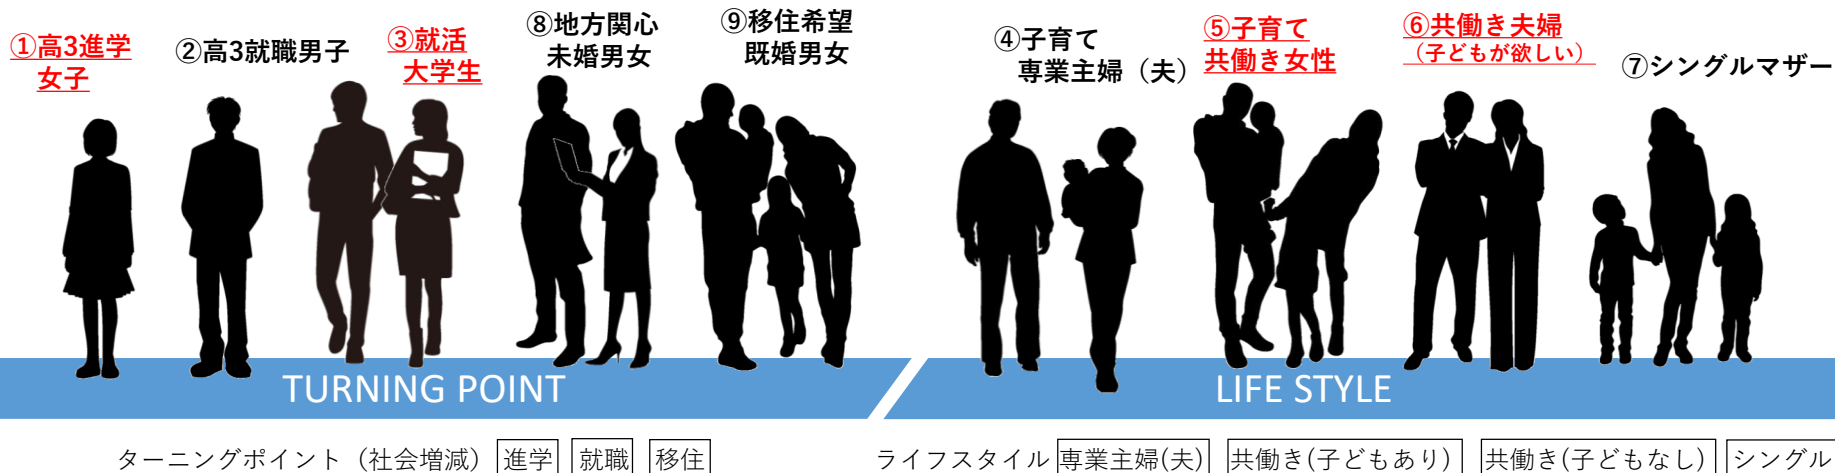 ①高3進学
女子
②高3就職男子
③就活
大学生
⑧地方関心
未婚男女
⑨移住希望
既婚男女
④子育て
専業主婦（夫）
⑤子育て
共働き女性
⑥共働き夫婦
（子どもが欲しい）
⑦シングルマザー
TURNING POINT
LIFE STYLE
ターニングポイント（社会増減） 進学 就職 移住
ライフスタイル 専業主婦(夫) 共働き(子どもあり) 共働き(子どもなし) シングル